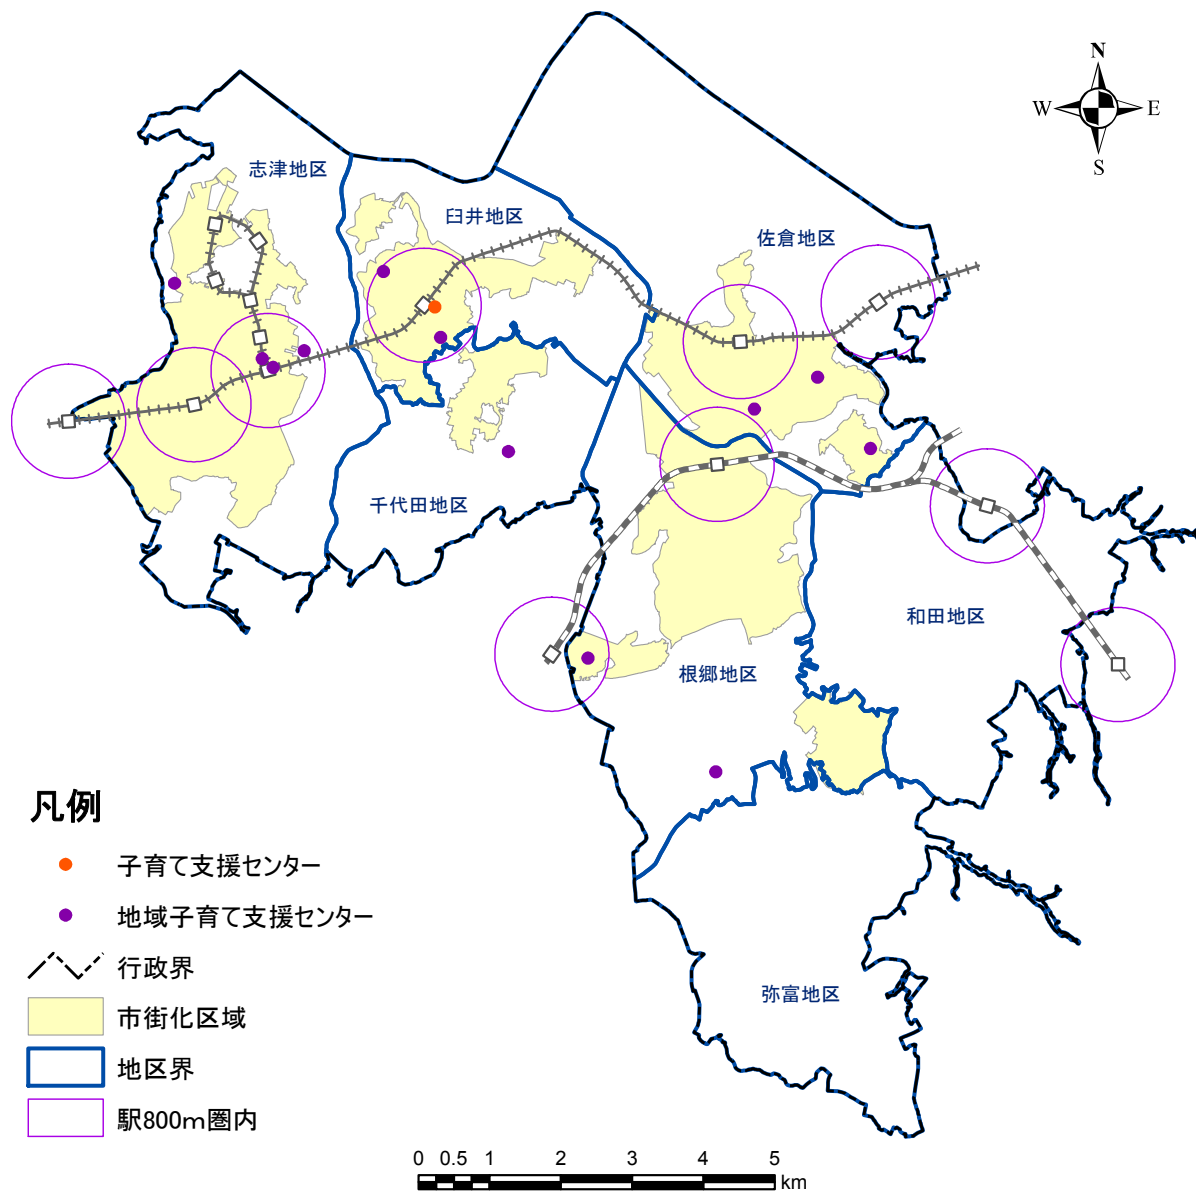 N
W E
S
志津地区
臼井地区
佐倉地区
千代田地区
和田地区
根郷地区
弥富地区
凡例
子育て支援センター
地域子育て支援センター
行政界
市街化区域
地区界
駅800m圏内
0 0.5 1 2 3 4 5
km